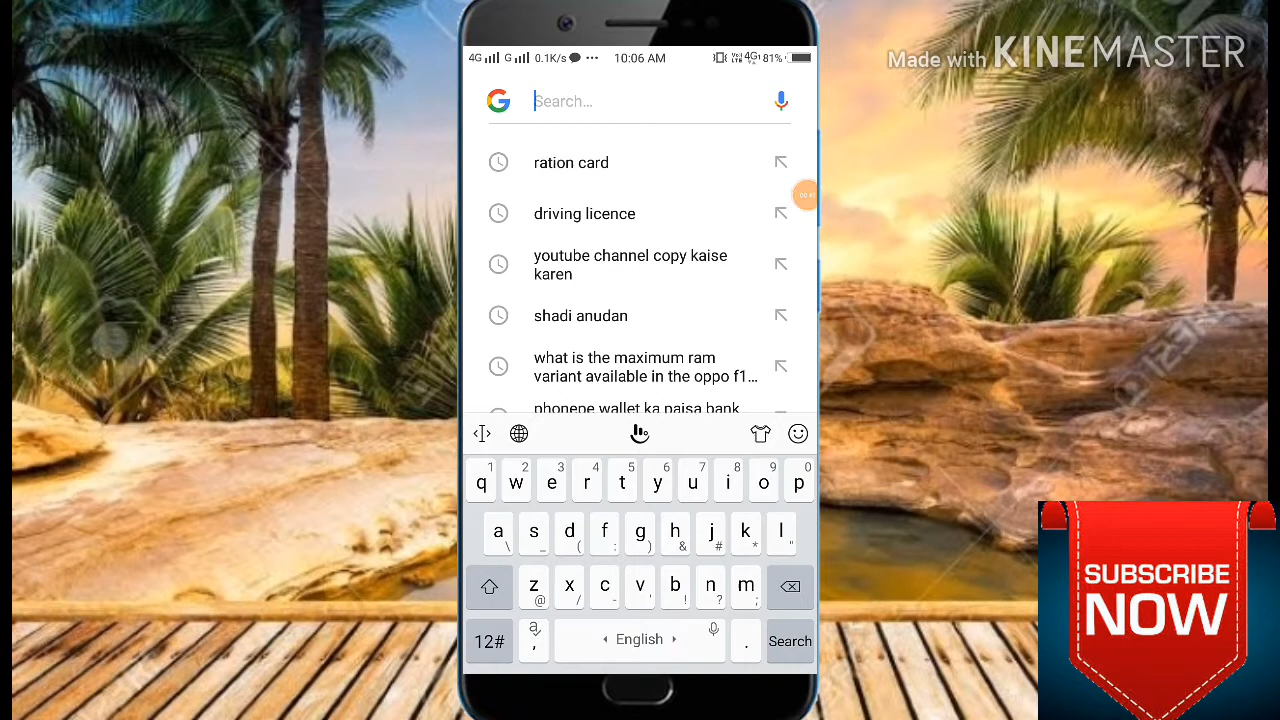 Made with KINEMASTER
4G G 0.1K/s ... 10:06 AM 4G 81%
Search...
ration card
driving licence
youtube channel copy kaise
karen
shadi anudan
what is the maximum ram
variant available in the oppo f1...
phonepe wallet ka paisa bank
1 2 3 4 5 6 7 8 9 0
q w e r t y u i o p
a s d f g h j k l
\ _ ( : ) & # * "
z x c v b n m
@ / - ' ! ? ;
12# , English . Search
SUBSCRIBE
NOW